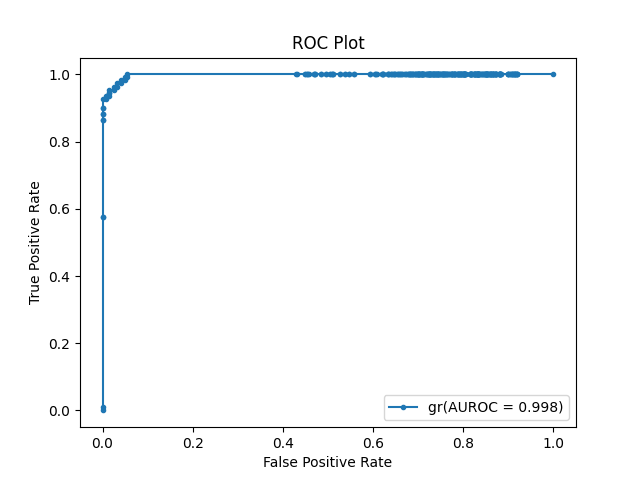 ROC Plot
1.0
0.8
0.6
0.4
0.2
0.0
True Positive Rate
gr(AUROC = 0.998)
0.0 0.2 0.4 0.6 0.8 1.0
False Positive Rate